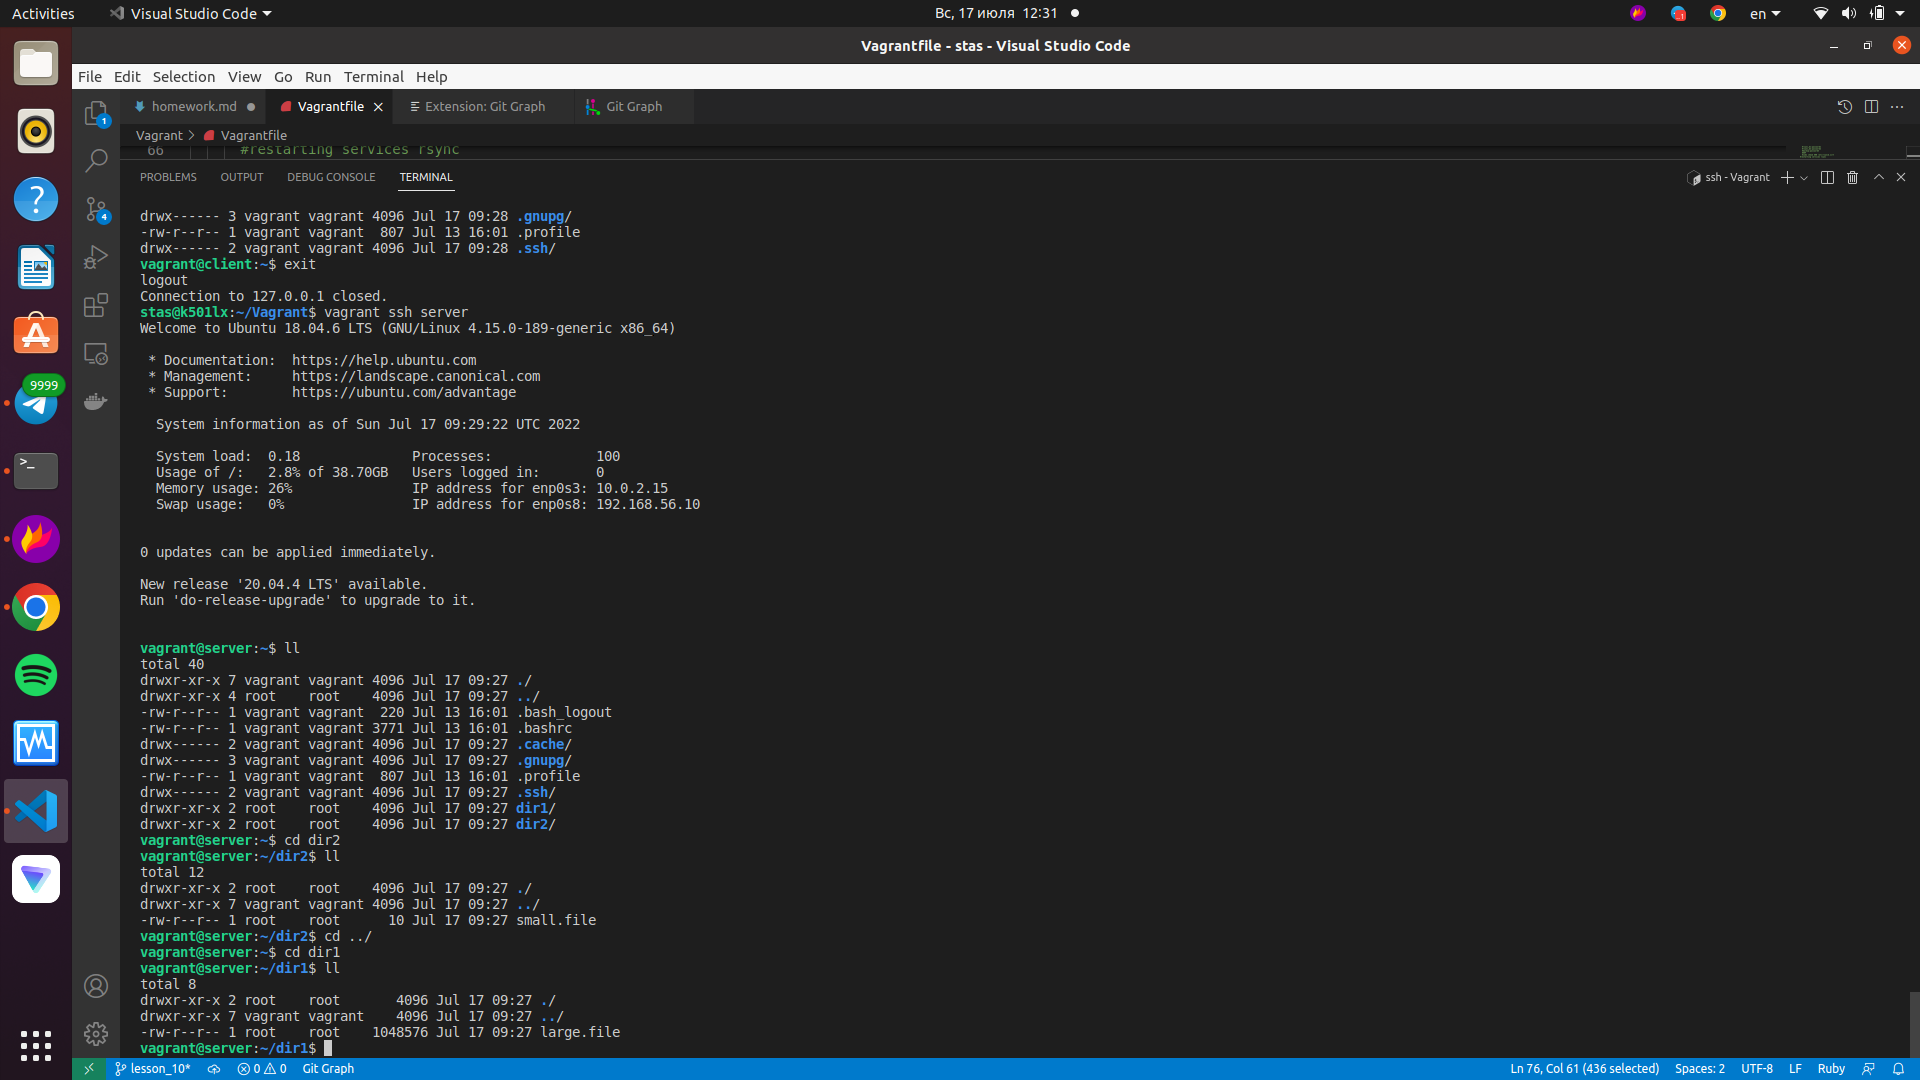 Activities
Visual Studio Code
Вс, 17 июля 12:31
en
Vagrantfile - stas - Visual Studio Code
File Edit Selection View Go Run Terminal Help
homework.md
Vagrantfile
Extension: Git Graph
Git Graph
Vagrant > Vagrantfile
66 #restarting services rsync
PROBLEMS OUTPUT DEBUG CONSOLE TERMINAL
ssh - Vagrant
drwx------ 3 vagrant vagrant 4096 Jul 17 09:28 .gnupg/
-rw-r--r-- 1 vagrant vagrant  807 Jul 13 16:01 .profile
drwx------ 2 vagrant vagrant 4096 Jul 17 09:28 .ssh/
vagrant@client:~$ exit
logout
Connection to 127.0.0.1 closed.
stas@k501lx:~/Vagrant$ vagrant ssh server
Welcome to Ubuntu 18.04.6 LTS (GNU/Linux 4.15.0-189-generic x86_64)
* Documentation:  https://help.ubuntu.com
* Management:     https://landscape.canonical.com
* Support:        https://ubuntu.com/advantage
System information as of Sun Jul 17 09:29:22 UTC 2022
System load:  0.18              Processes:             100
Usage of /:   2.8% of 38.70GB   Users logged in:       0
Memory usage: 26%               IP address for enp0s3: 10.0.2.15
Swap usage:   0%                IP address for enp0s8: 192.168.56.10
0 updates can be applied immediately.
New release '20.04.4 LTS' available.
Run 'do-release-upgrade' to upgrade to it.
vagrant@server:~$ ll
total 40
drwxr-xr-x 7 vagrant vagrant 4096 Jul 17 09:27 ./
drwxr-xr-x 4 root    root    4096 Jul 17 09:27 ../
-rw-r--r-- 1 vagrant vagrant  220 Jul 13 16:01 .bash_logout
-rw-r--r-- 1 vagrant vagrant 3771 Jul 13 16:01 .bashrc
drwx------ 2 vagrant vagrant 4096 Jul 17 09:27 .cache/
drwx------ 3 vagrant vagrant 4096 Jul 17 09:27 .gnupg/
-rw-r--r-- 1 vagrant vagrant  807 Jul 13 16:01 .profile
drwx------ 2 vagrant vagrant 4096 Jul 17 09:27 .ssh/
drwxr-xr-x 2 root    root    4096 Jul 17 09:27 dir1/
drwxr-xr-x 2 root    root    4096 Jul 17 09:27 dir2/
vagrant@server:~$ cd dir2
vagrant@server:~/dir2$ ll
total 12
drwxr-xr-x 2 root    root    4096 Jul 17 09:27 ./
drwxr-xr-x 7 vagrant vagrant 4096 Jul 17 09:27 ../
-rw-r--r-- 1 root    root      10 Jul 17 09:27 small.file
vagrant@server:~/dir2$ cd ../
vagrant@server:~$ cd dir1
vagrant@server:~/dir1$ ll
total 8
drwxr-xr-x 2 root    root       4096 Jul 17 09:27 ./
drwxr-xr-x 7 vagrant vagrant    4096 Jul 17 09:27 ../
-rw-r--r-- 1 root    root    1048576 Jul 17 09:27 large.file
vagrant@server:~/dir1$
9999
1
4
lesson_10*
0 0
Git Graph
Ln 76, Col 61 (436 selected)
Spaces: 2
UTF-8
LF
Ruby